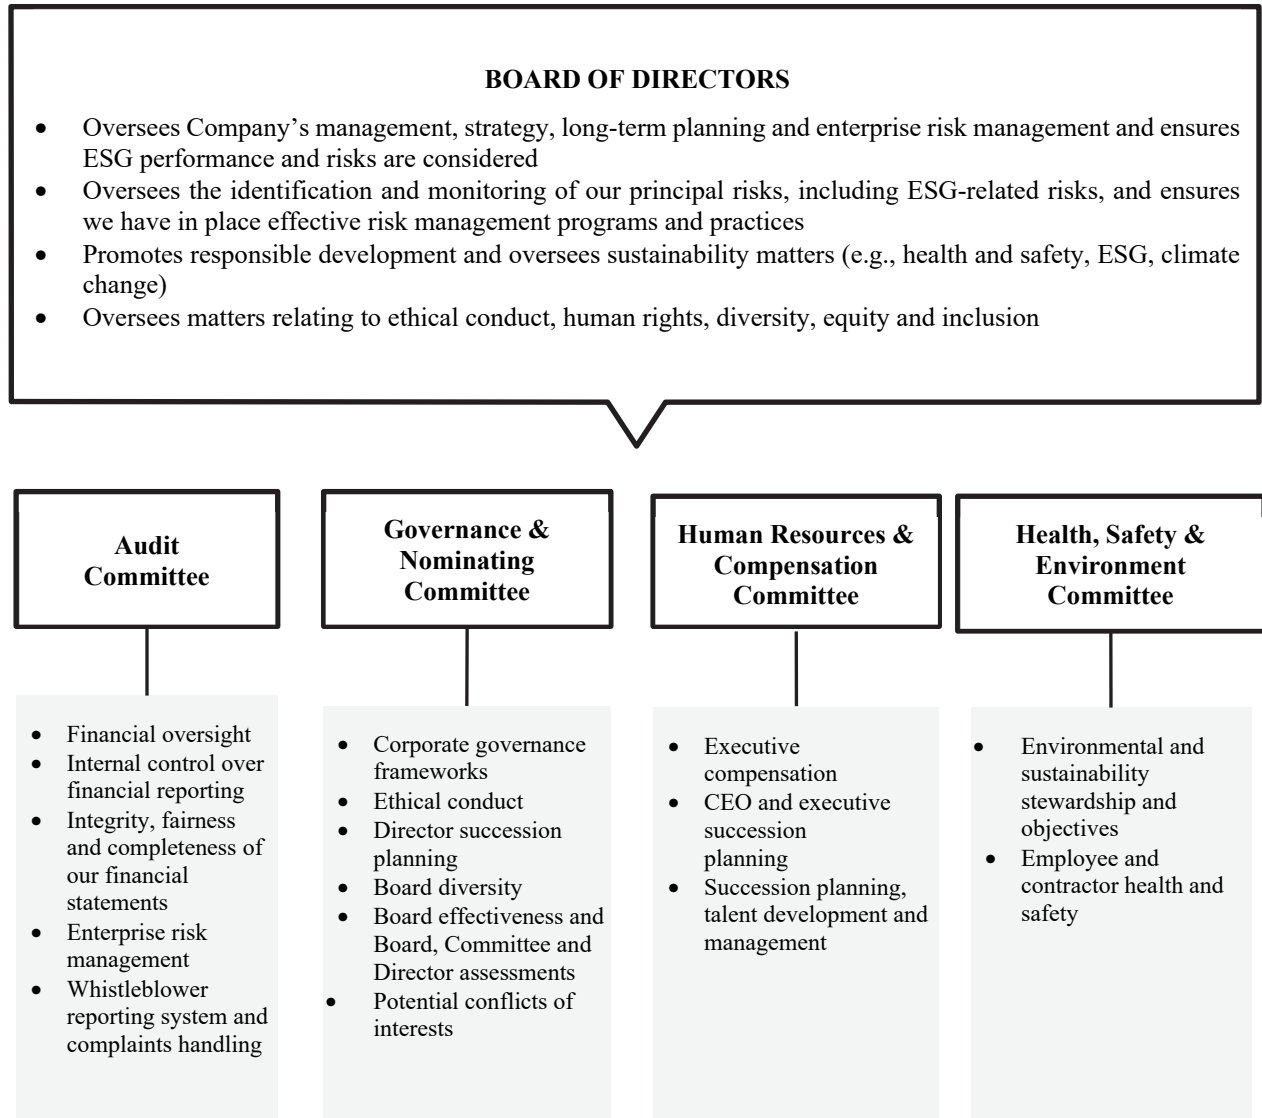 BOARD OF DIRECTORS
• Oversees Company’s management, strategy, long-term planning and enterprise risk management and ensures
ESG performance and risks are considered
• Oversees the identification and monitoring of our principal risks, including ESG-related risks, and ensures
we have in place effective risk management programs and practices
• Promotes responsible development and oversees sustainability matters (e.g., health and safety, ESG, climate
change)
• Oversees matters relating to ethical conduct, human rights, diversity, equity and inclusion
Audit
Committee
• Financial oversight
• Internal control over
financial reporting
• Integrity, fairness
and completeness of
our financial
statements
• Enterprise risk
management
• Whistleblower
reporting system and
complaints handling
Governance &
Nominating
Committee
• Corporate governance
frameworks
• Ethical conduct
• Director succession
planning
• Board diversity
• Board effectiveness and
Board, Committee and
Director assessments
• Potential conflicts of
interests
Human Resources &
Compensation
Committee
• Executive
compensation
• CEO and executive
succession
planning
• Succession planning,
talent development and
management
Health, Safety &
Environment
Committee
• Environmental and
sustainability
stewardship and
objectives
• Employee and
contractor health and
safety